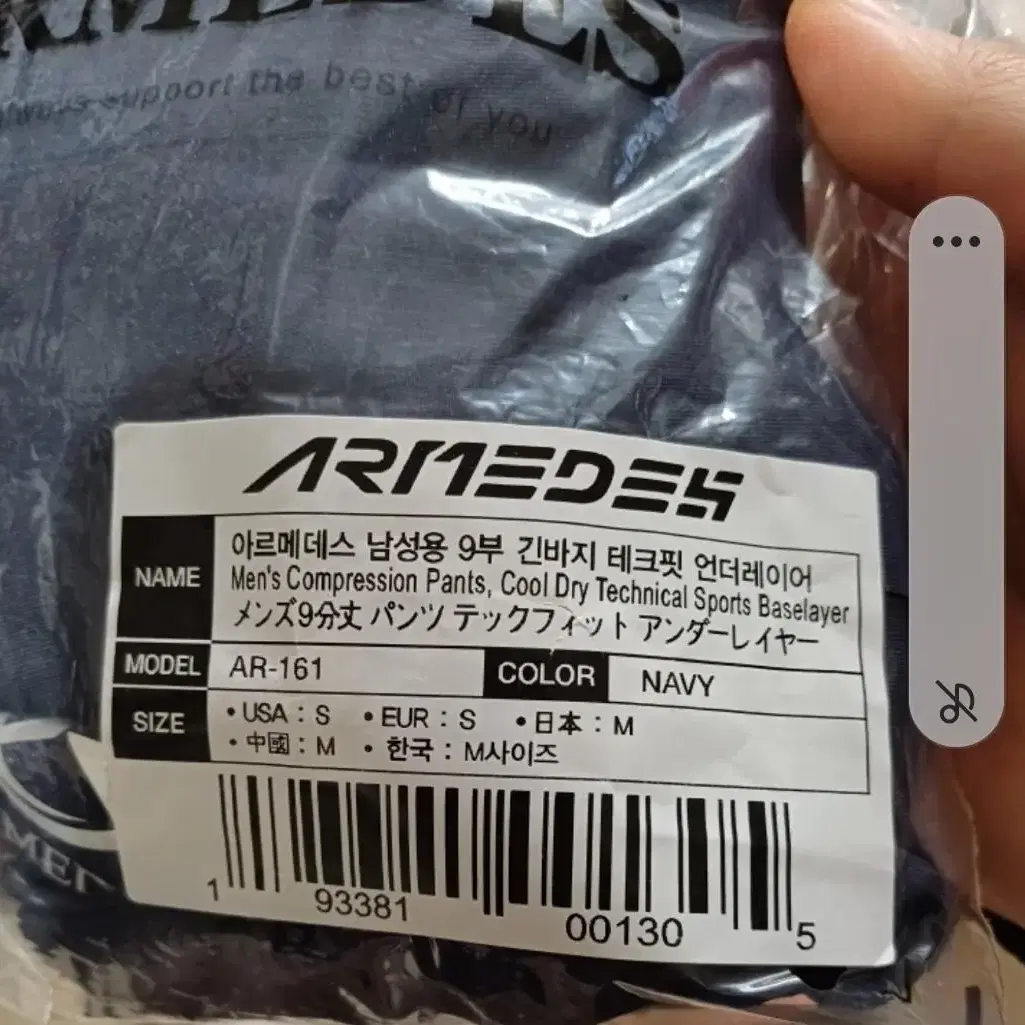 always support the best of you
ARMEDES
NAME
아르메데스 남성용 9부 긴바지 테크핏 언더레이어
Men's Compression Pants, Cool Dry Technical Sports Baselayer
メンズ9分丈 パンツ テックフィット アンダーレイヤー
MODEL AR-161 COLOR NAVY
SIZE
• USA : S • EUR : S • 日本 : M
• 中國 : M • 한국 : M사이즈
1 93381 00130 5